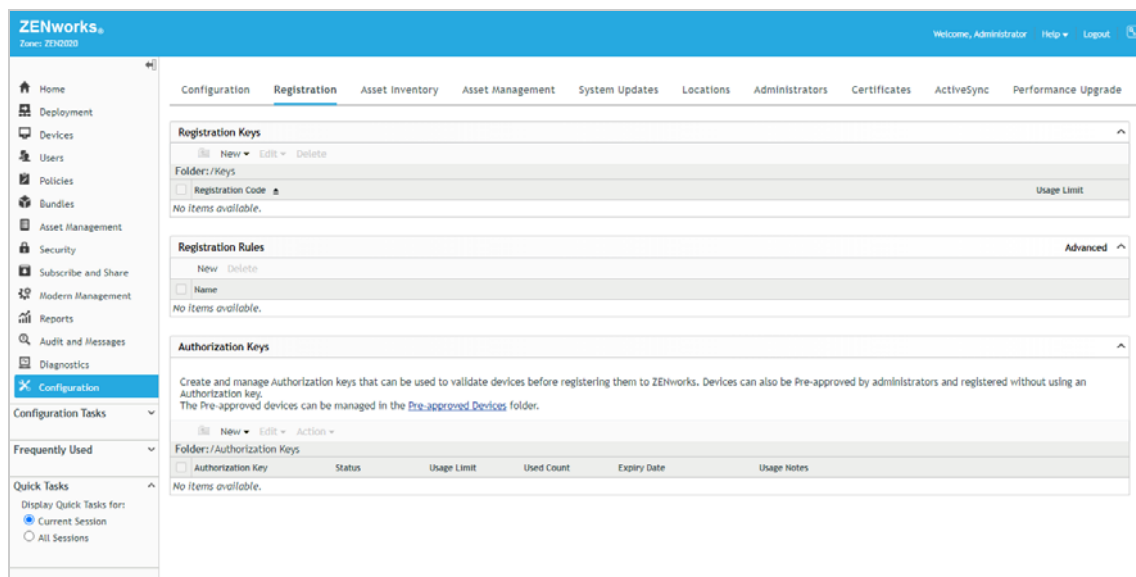 ZENworks®
Zone: ZEN2020
Welcome, Administrator Help Logout
Home
Deployment
Devices
Users
Policies
Bundles
Asset Management
Security
Subscribe and Share
Modern Management
Reports
Audit and Messages
Diagnostics
Configuration
Configuration Tasks
Frequently Used
Quick Tasks
Display Quick Tasks for:
Current Session
All Sessions
Configuration Registration Asset Inventory Asset Management System Updates Locations Administrators Certificates ActiveSync Performance Upgrade
Registration Keys
New Edit Delete
Folder:/Keys
Registration Code Usage Limit
No items available.
Registration Rules Advanced
New Delete
Name
No items available.
Authorization Keys
Create and manage Authorization keys that can be used to validate devices before registering them to ZENworks. Devices can also be Pre-approved by administrators and registered without using an
Authorization key.
The Pre-approved devices can be managed in the Pre-approved Devices folder.
New Edit Action
Folder:/Authorization Keys
Authorization Key Status Usage Limit Used Count Expiry Date Usage Notes
No items available.